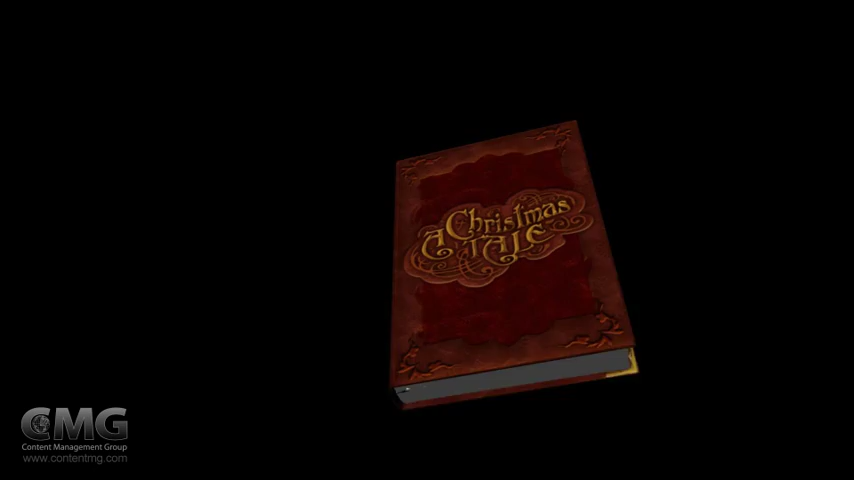 A Christmas
TALE
CMG
Content Management Group
www.contentmg.com